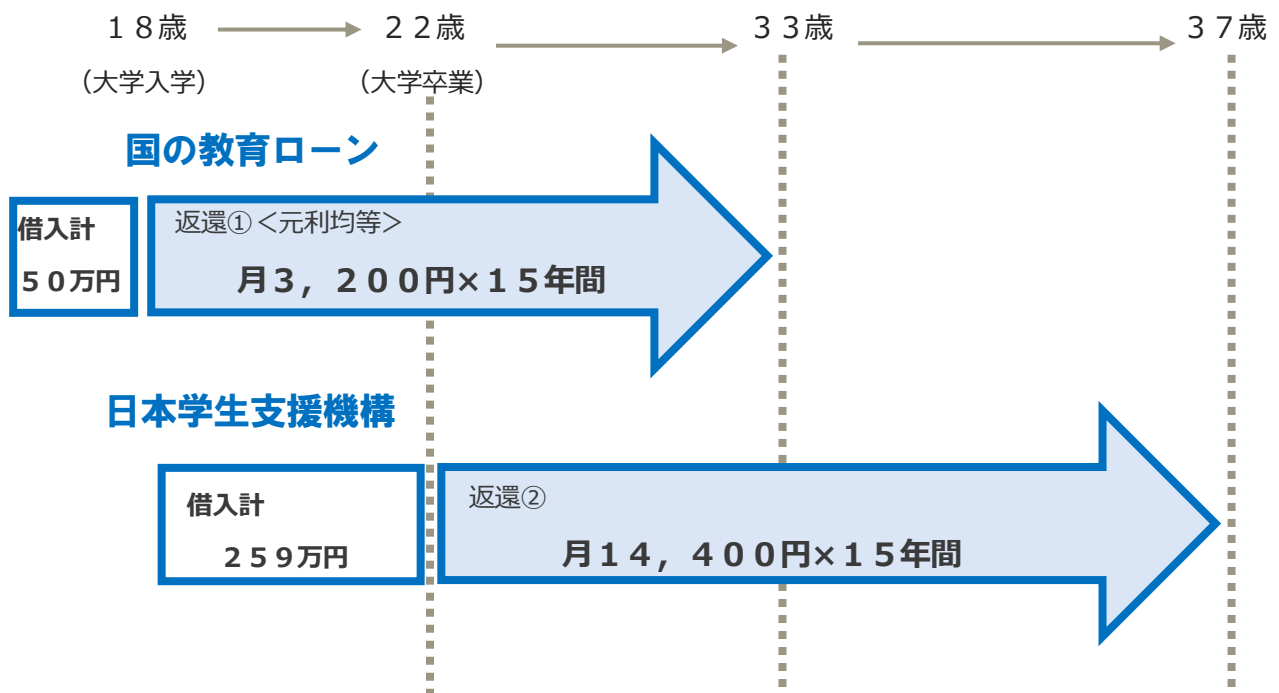 １８歳 ２２歳 ３３歳 ３７歳
（大学入学） （大学卒業）
国の教育ローン
借入計
５０万円
返還①＜元利均等＞
月３，２００円×１５年間
日本学生支援機構
借入計
２５９万円
返還②
月１４，４００円×１５年間